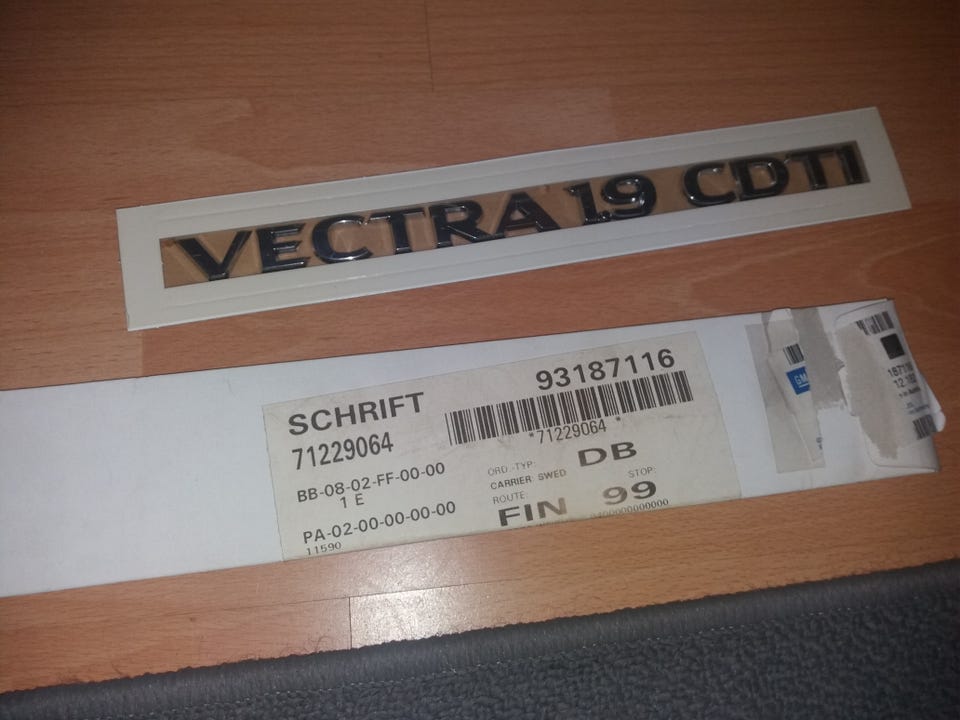 VECTRA 1.9 CDTI
SCHRIFT
93187116
71229064
*71229064*
BB-08-02-FF-00-00
1 E
PA-02-00-00-00-00
11590
ORD.-TYP: DB
CARRIER: SWED
STOP:
ROUTE:
FIN 99
GM